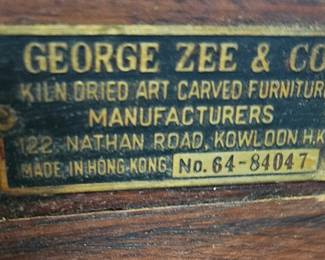 GEORGE ZEE & CO
KILN DRIED ART CARVED FURNITUR
MANUFACTURERS
122, NATHAN ROAD, KOWLOON H.K
MADE IN HONG KONG No. 64-84047